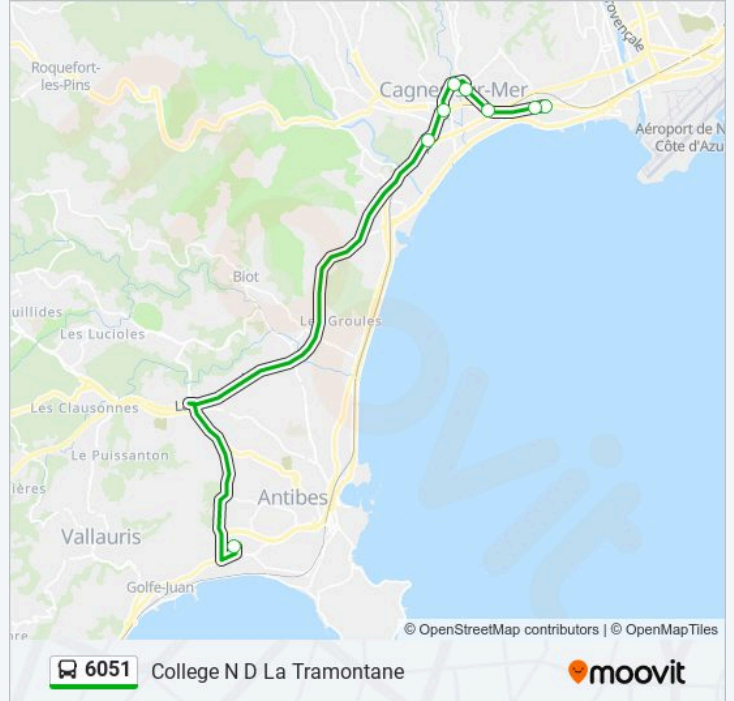 ovençale
Roquefort-
les-Pins
Cagnes-sur-Mer
Aéroport de N
Côte d'Azu
Biot
uillides
Les Groules
Les Lucioles
Les Clausonnes
Le Puissanton
ières
Antibes
Vallauris
Golfe-Juan
© OpenStreetMap contributors | © OpenMapTiles
6051 College N D La Tramontane
moovit